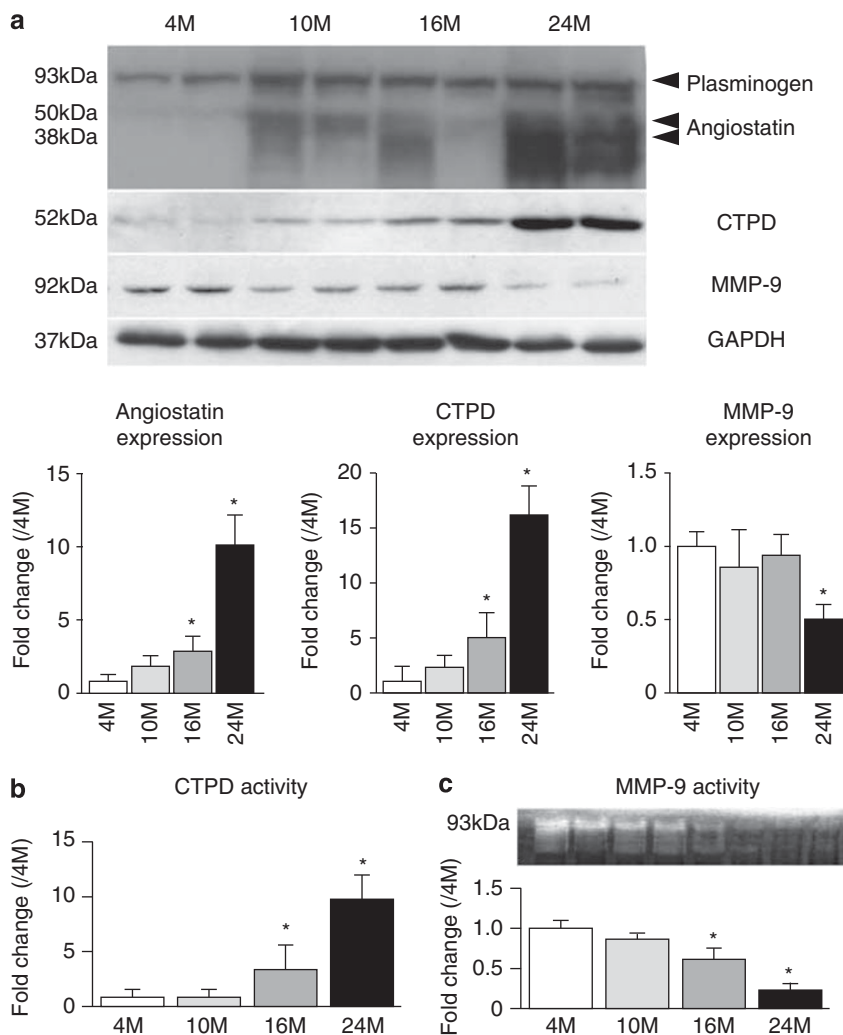 a
4M 10M 16M 24M
93kDa
50kDa
38kDa
Plasminogen
Angiostatin
52kDa
CTPD
92kDa
MMP-9
37kDa
GAPDH
Angiostatin
expression
Fold change (/4M)
15
10
5
0
*
*
4M 10M 16M 24M
CTPD
expression
Fold change (/4M)
20
15
10
5
0
*
*
4M 10M 16M 24M
MMP-9
expression
Fold change (/4M)
1.5
1.0
0.5
0
*
4M 10M 16M 24M
b
CTPD activity
Fold change (/4M)
15
10
5
0
*
*
4M 10M 16M 24M
c
MMP-9 activity
93kDa
Fold change (/4M)
1.5
1.0
0.5
0
*
*
4M 10M 16M 24M